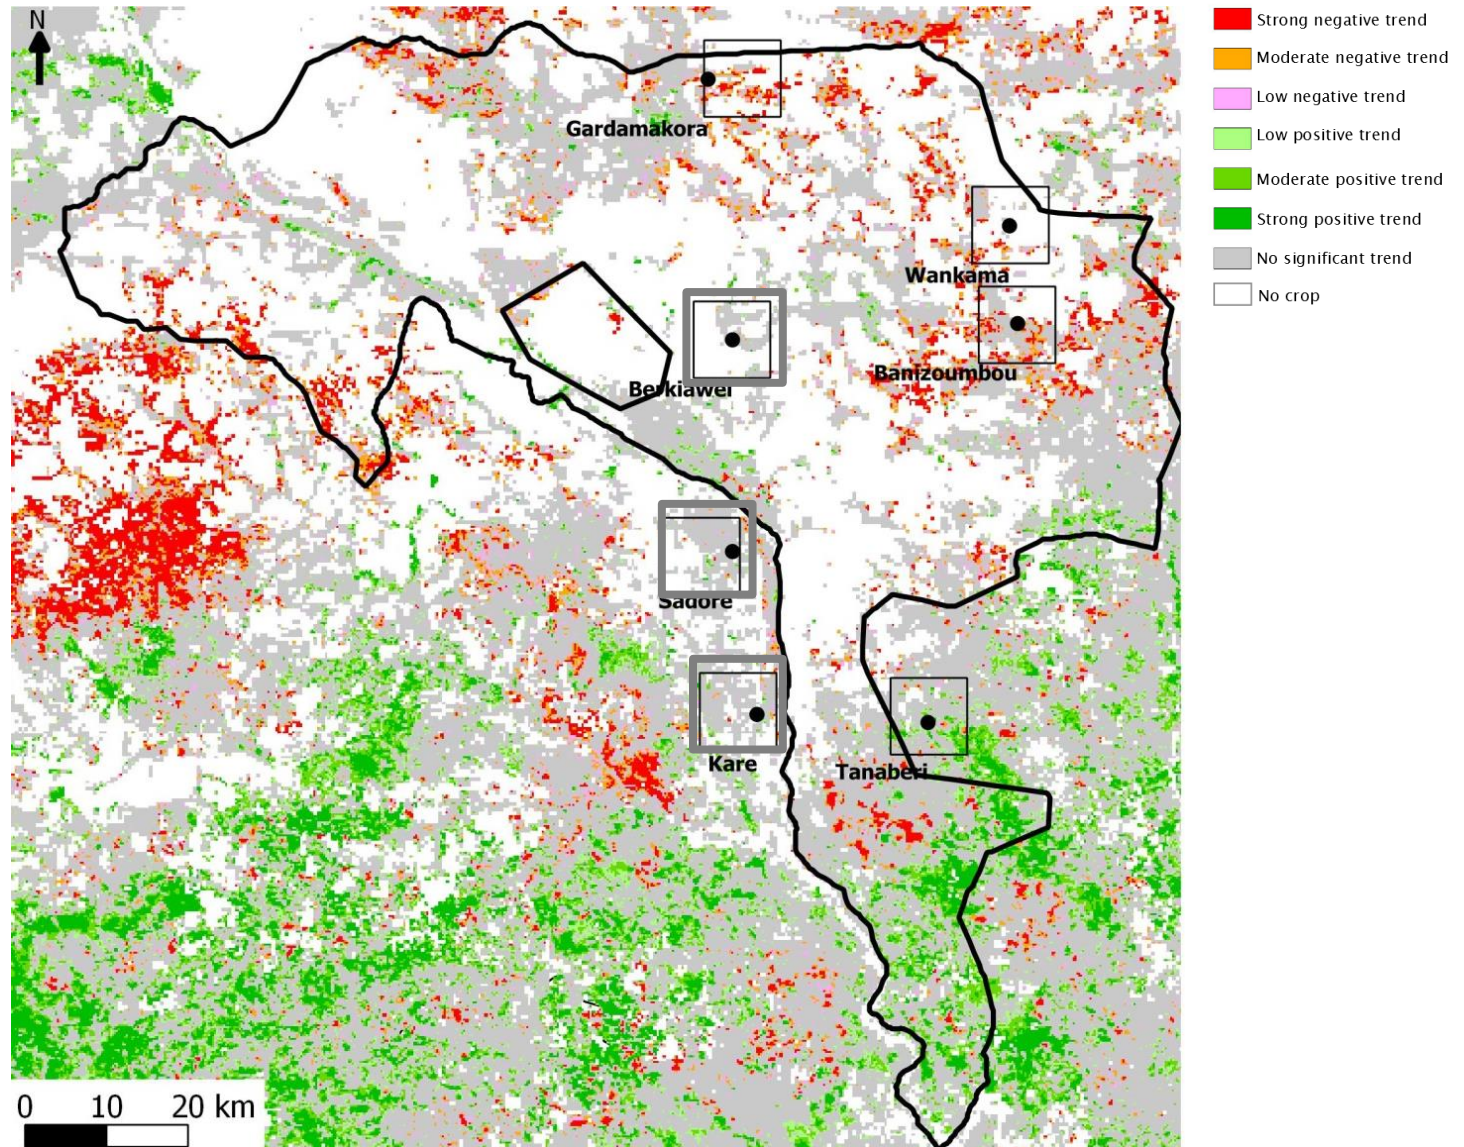 N
Strong negative trend
Moderate negative trend
Low negative trend
Low positive trend
Moderate positive trend
Strong positive trend
No significant trend
No crop
Gardamakora
Wankama
Banizoumbou
Berkiawel
Sadore
Kare
Tanaberi
0 10 20 km